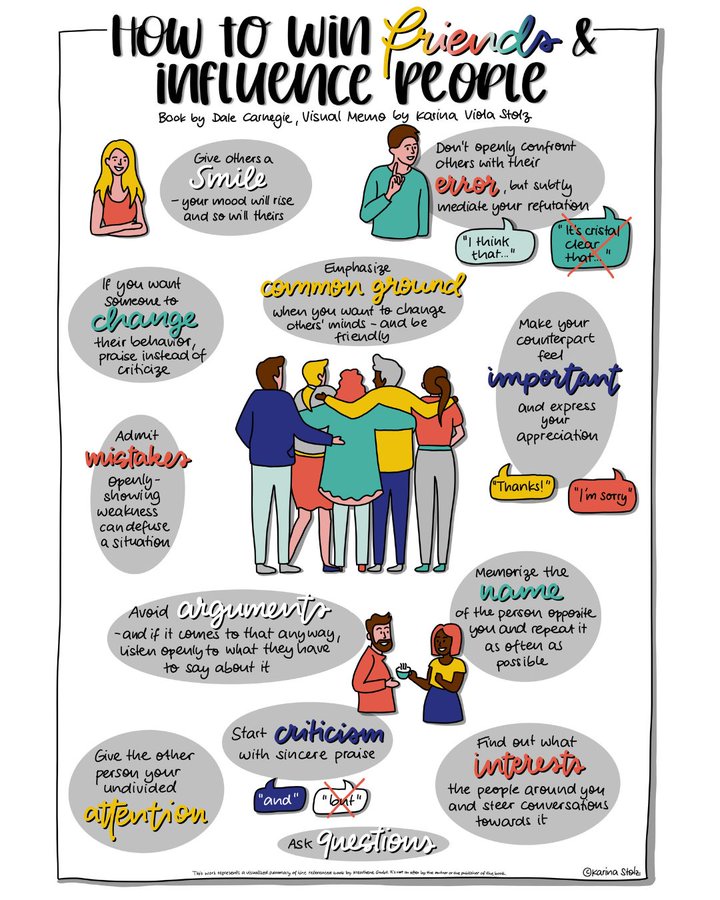 How to win friends &
influence People
Book by Dale Carnegie, Visual Memo by Karina Viola Stolz
Give others a
Smile
- your mood will rise
and so will theirs
Don't openly confront
others with their
error, but subtly
mediate your refutation
"I think
that..."
"It's cristal
clear
that..."
If you want
someone to
change
their behavior,
praise instead of
criticize
Emphasize
common ground
when you want to change
others' minds - and be
friendly
Make your
counterpart
feel
important
and express
your
appreciation
"Thanks!"
"I'm sorry"
Admit
mistakes
openly-
showing
weakness
can defuse
a situation
Memorize the
name
of the person opposite
you and repeat it
as often as
possible
Avoid arguments
-and if it comes to that anyway,
listen openly to what they have
to say about it
Start criticism
with sincere praise
"and"
"but"
Give the other
person your
undivided
attention
Find out what
interests
the people around you
and steer conversations
towards it
Ask questions
This work represents a visualized summary of the referenced book by
It's not an offer by the author or the publisher of the book.
©Karina Stolz